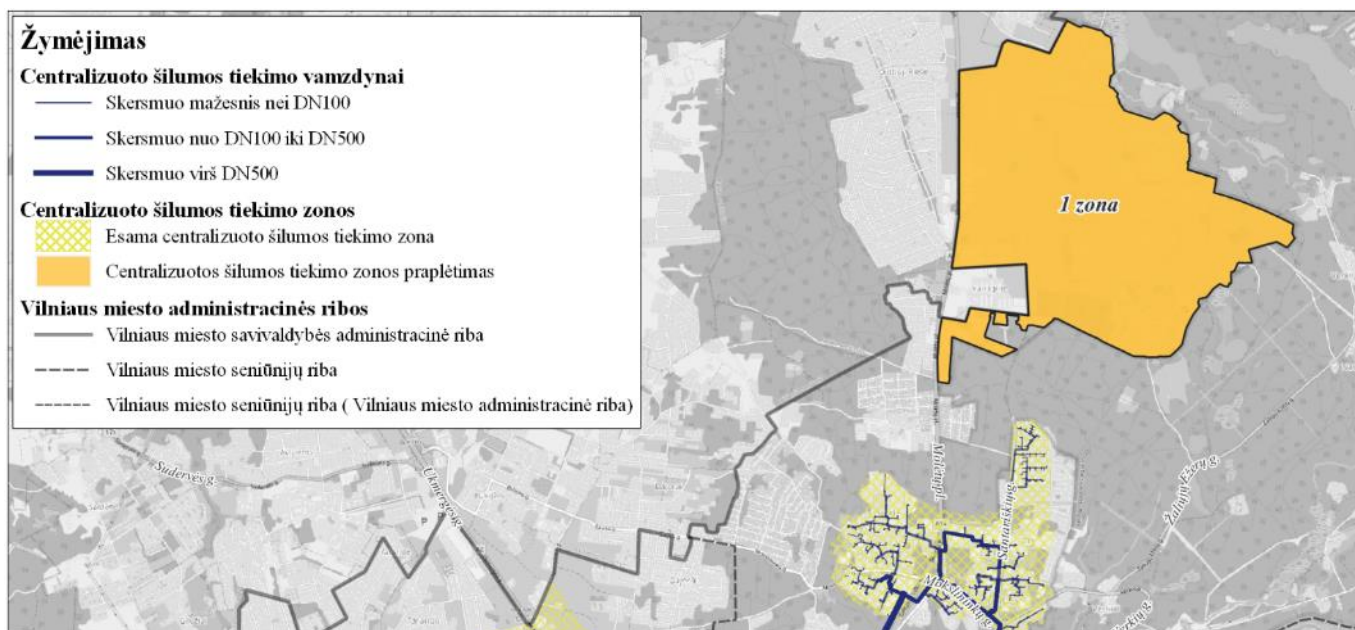 Žymėjimas
Centralizuoto šilumos tiekimo vamzdynai
Skersmuo mažesnis nei DN100
Skersmuo nuo DN100 iki DN500
Skersmuo virš DN500
Centralizuoto šilumos tiekimo zonos
Esama centralizuoto šilumos tiekimo zona
Centralizuotos šilumos tiekimo zonos praplėtimas
Vilniaus miesto administracinės ribos
Vilniaus miesto savivaldybės administracinė riba
Vilniaus miesto seniūnijų riba
Vilniaus miesto seniūnijų riba ( Vilniaus miesto administracinė riba)
1 zona
Sudervės g.
Ukmergės g.
Molėtų pl.
Santariškių g.
Žaliųjų Ežerų g.
Mokslininkų g.